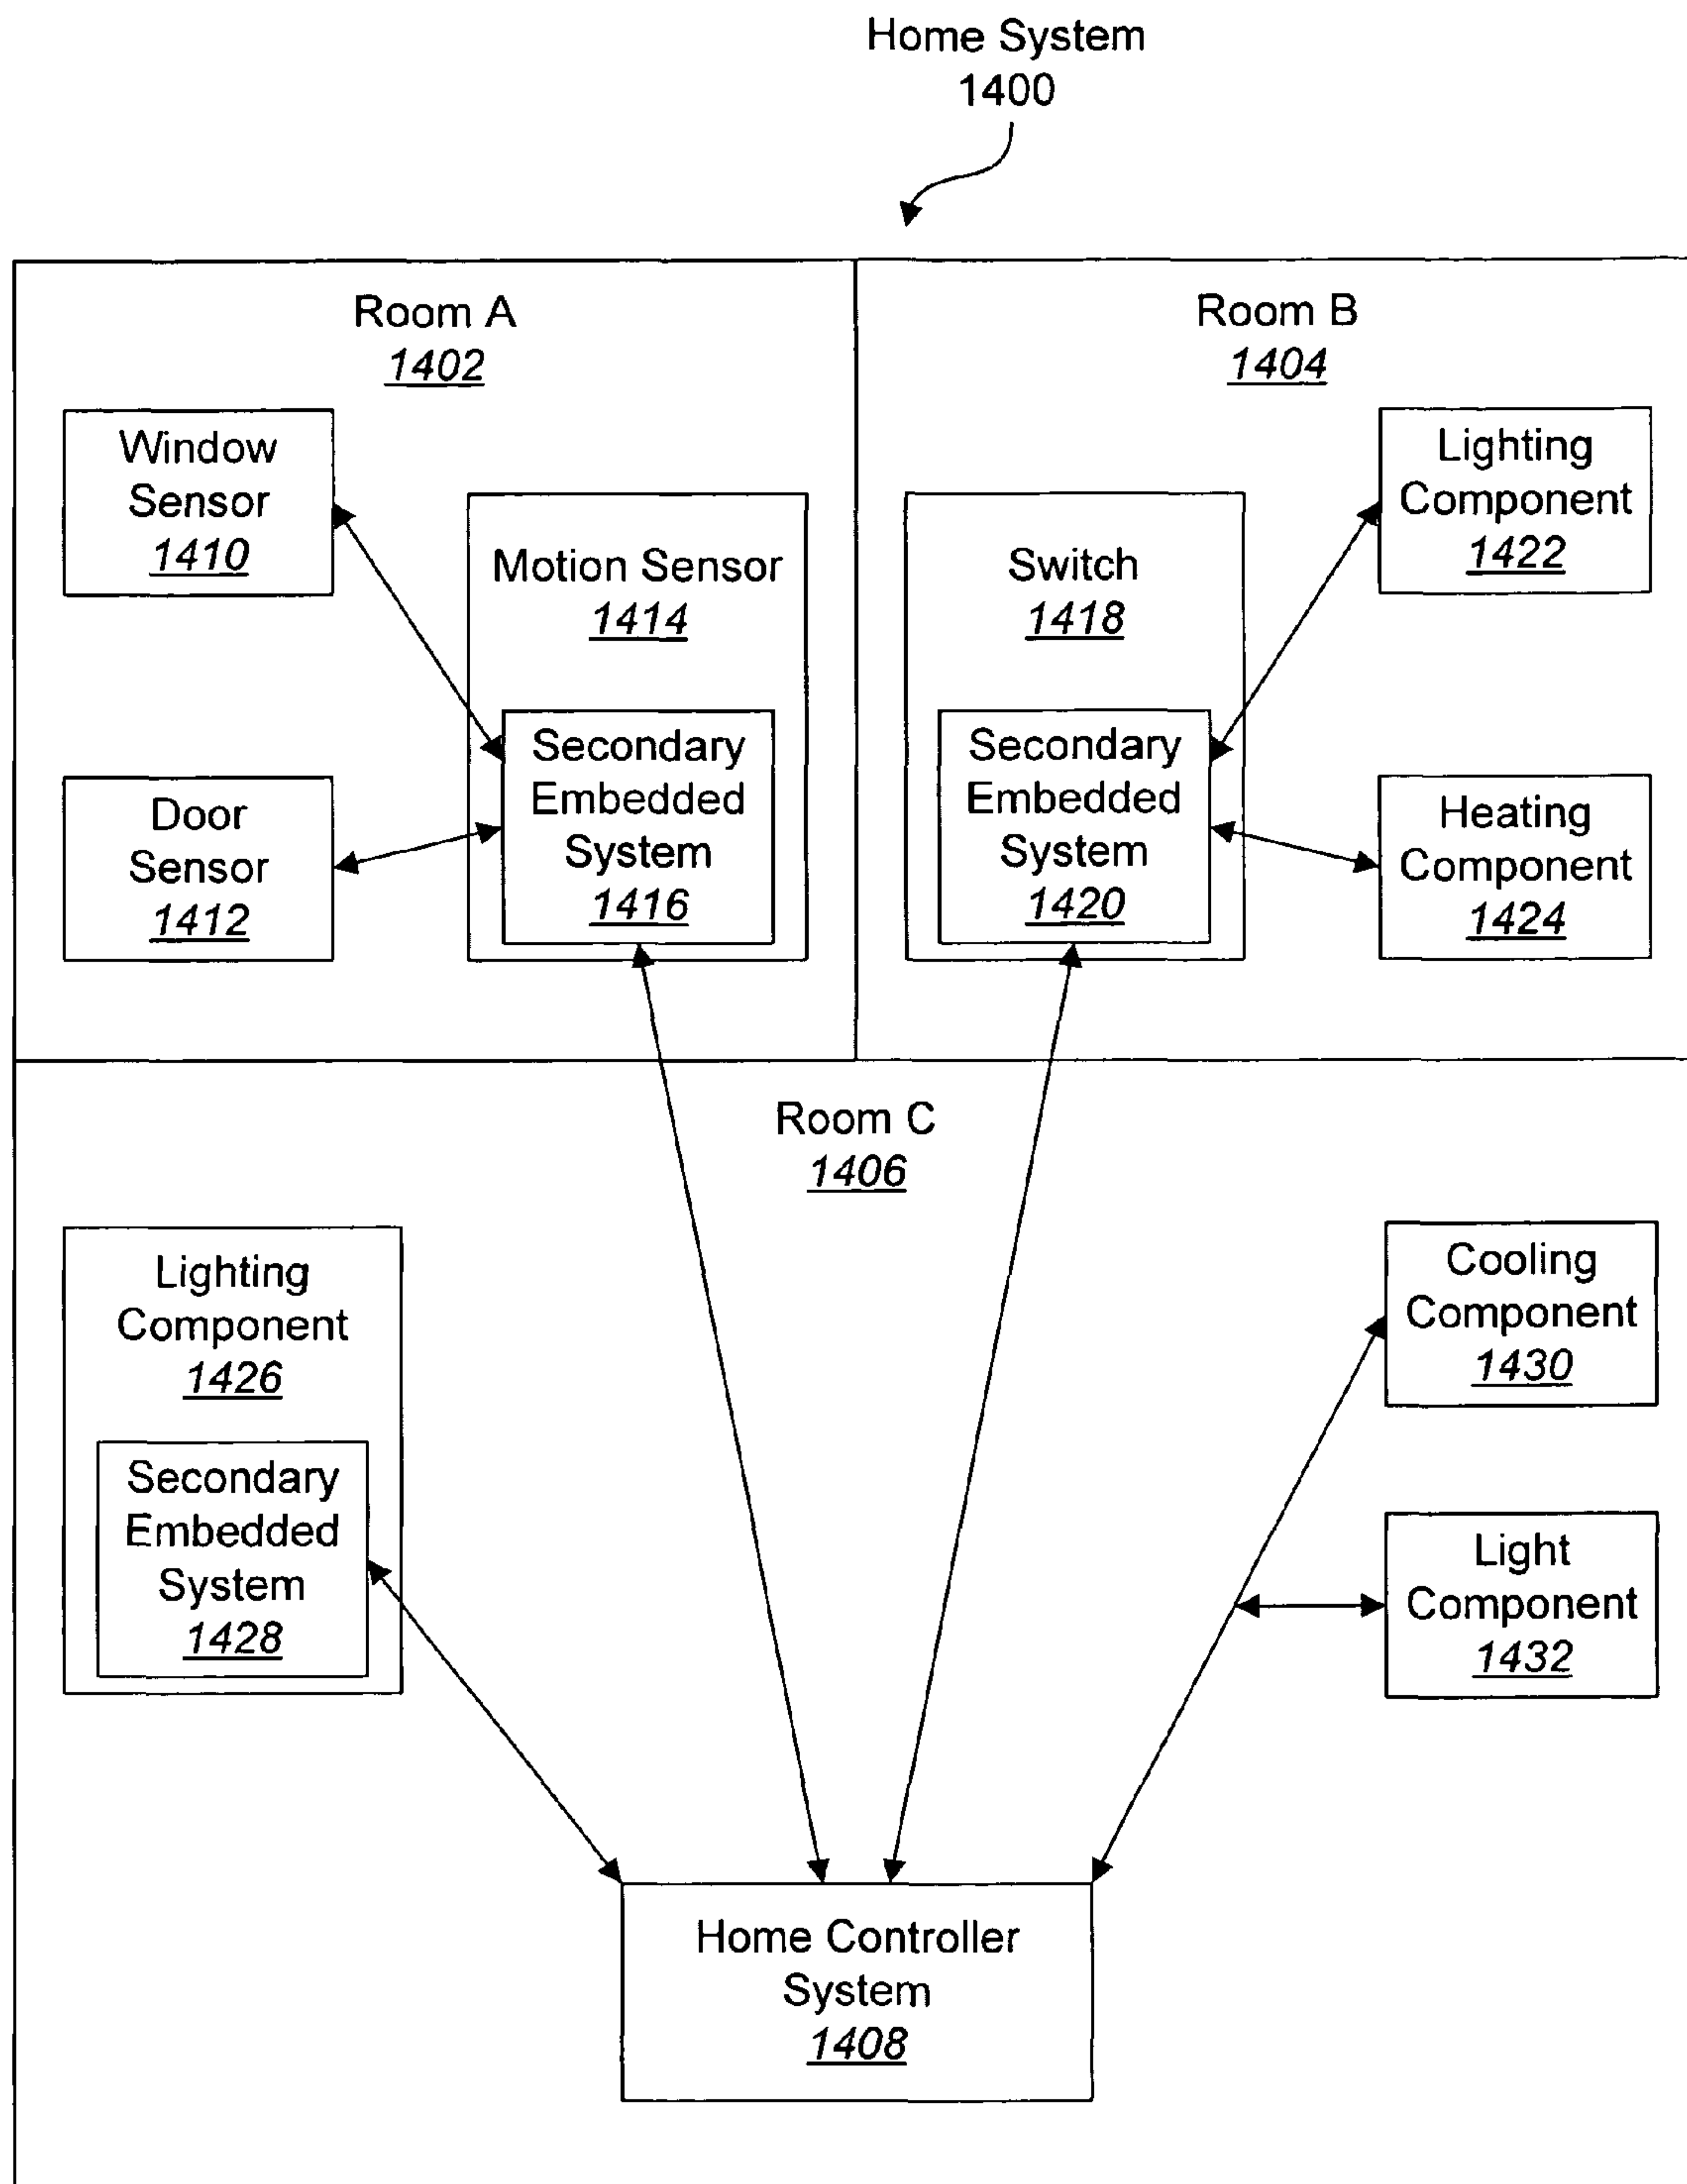 Home System
1400
Room A
1402
Window
Sensor
1410
Motion Sensor
1414
Door
Sensor
1412
Secondary
Embedded
System
1416
Room B
1404
Switch
1418
Lighting
Component
1422
Secondary
Embedded
System
1420
Heating
Component
1424
Room C
1406
Lighting
Component
1426
Secondary
Embedded
System
1428
Cooling
Component
1430
Light
Component
1432
Home Controller
System
1408